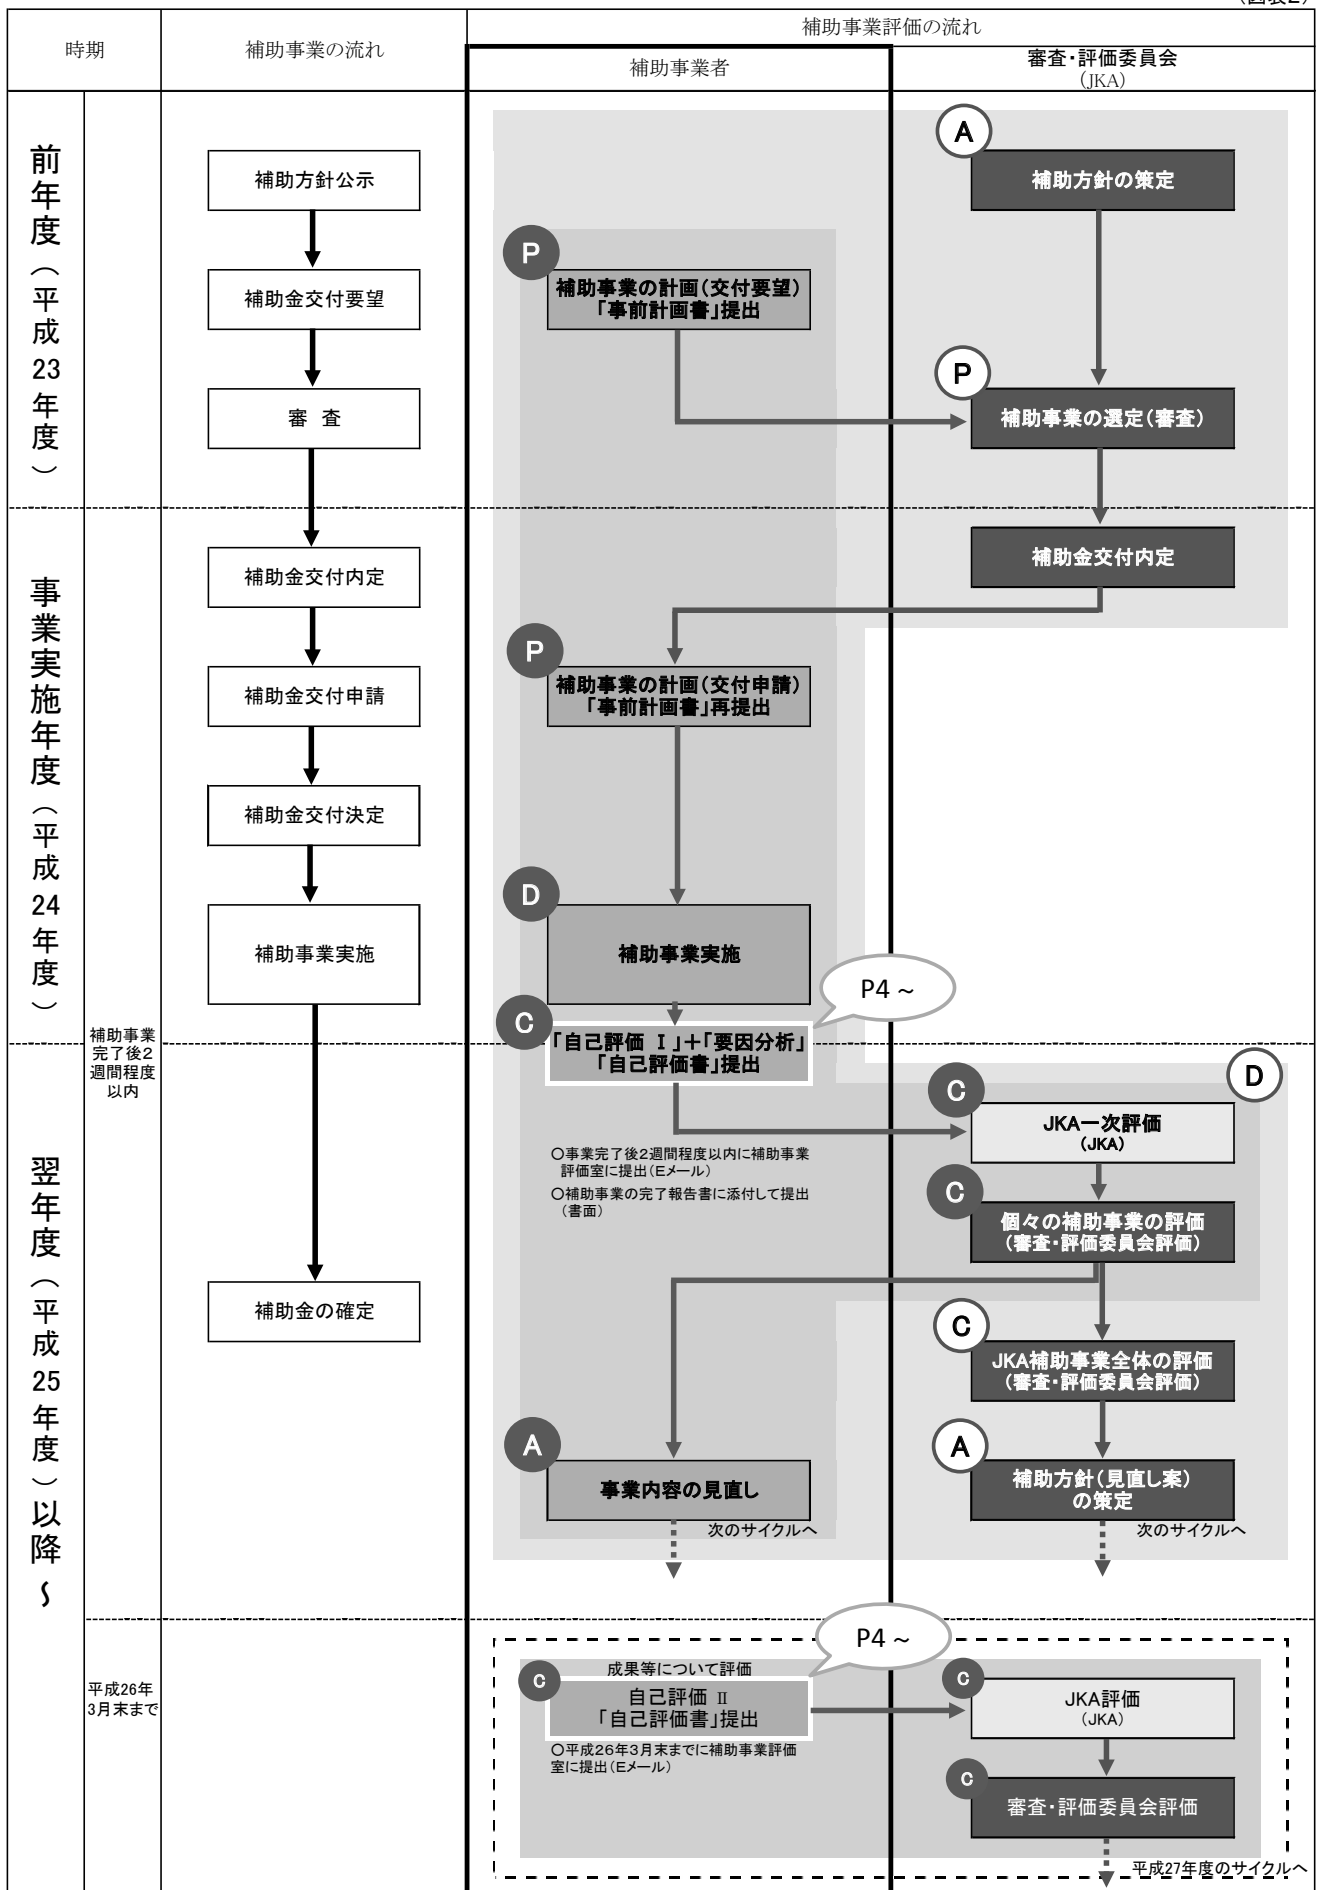 時期
補助事業の流れ
補助事業評価の流れ
補助事業者
審査・評価委員会
（JKA）
前年度（平成23年度）
事業実施年度（平成24年度）
翌年度（平成25年度）以降～
補助事業
完了後２
週間程度
以内
平成26年
3月末まで
補助方針公示
補助金交付要望
審　査
補助金交付内定
補助金交付申請
補助金交付決定
補助事業実施
補助金の確定
A
補助方針の策定
P
補助事業の計画（交付要望）
「事前計画書」提出
P
補助事業の選定（審査）
補助金交付内定
P
補助事業の計画（交付申請）
「事前計画書」再提出
D
補助事業実施
P4 ～
C
「自己評価 Ⅰ」＋「要因分析」
「自己評価書」提出
D
C
JKA一次評価
（JKA）
○事業完了後2週間程度以内に補助事業
評価室に提出（Eメール）
○補助事業の完了報告書に添付して提出
（書面）
C
個々の補助事業の評価
（審査・評価委員会評価）
C
JKA補助事業全体の評価
（審査・評価委員会評価）
A
事業内容の見直し
次のサイクルへ
A
補助方針（見直し案）
の策定
次のサイクルへ
P4 ～
成果等について評価
C
自己評価 Ⅱ
「自己評価書」提出
○平成26年3月末までに補助事業評価
室に提出（Eメール）
C
JKA評価
（JKA）
C
審査・評価委員会評価
平成27年度のサイクルへ